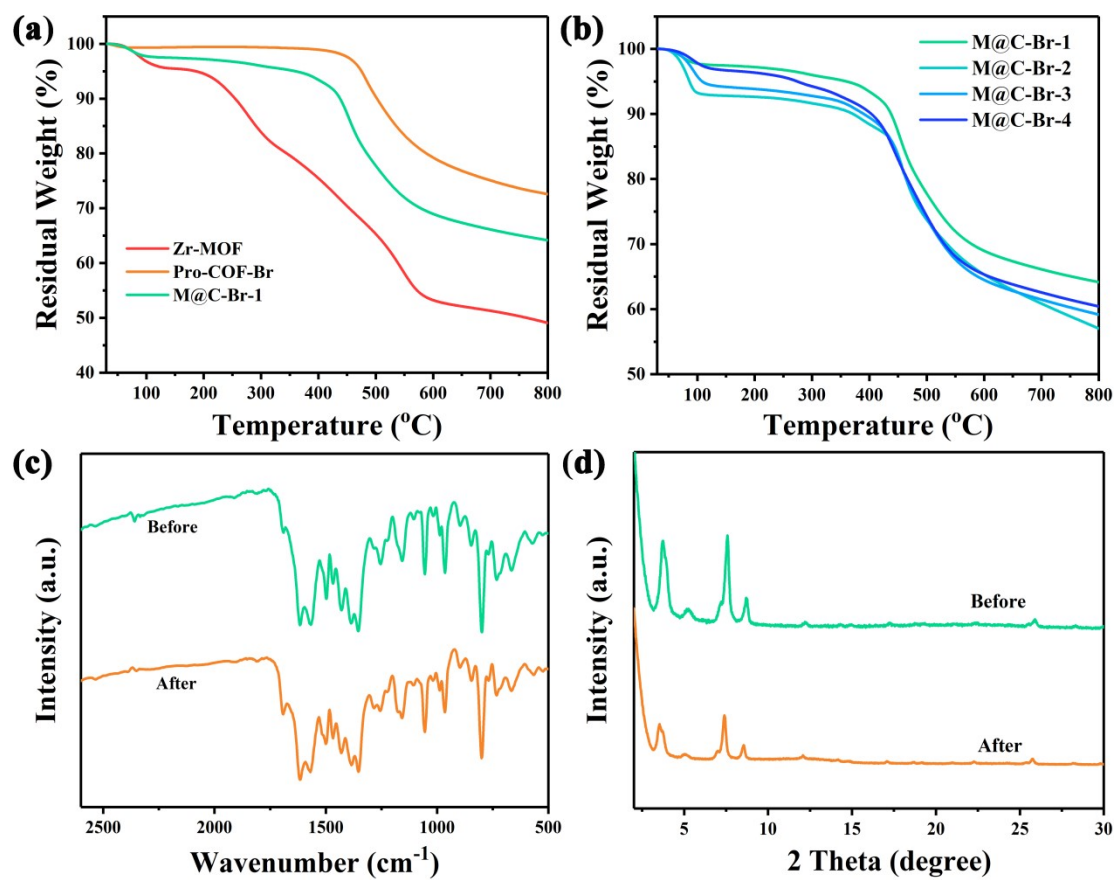 (a)
Residual Weight (%)
100
90
80
70
60
50
40
Zr-MOF
Pro-COF-Br
M@C-Br-1
100 200 300 400 500 600 700 800
Temperature (°C)
(b)
Residual Weight (%)
100
90
80
70
60
50
M@C-Br-1
M@C-Br-2
M@C-Br-3
M@C-Br-4
100 200 300 400 500 600 700 800
Temperature (°C)
(c)
Intensity (a.u.)
Before
After
2500 2000 1500 1000 500
Wavenumber (cm⁻¹)
(d)
Intensity (a.u.)
Before
After
5 10 15 20 25 30
2 Theta (degree)